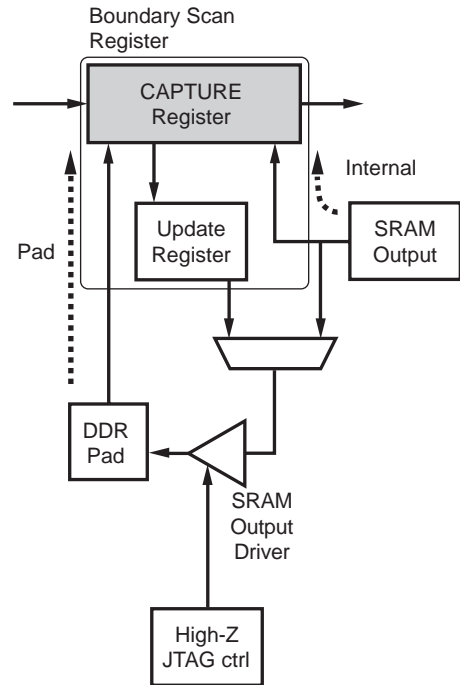 Boundary Scan
Register
CAPTURE
Register
Internal
Update
Register
SRAM
Output
Pad
DDR
Pad
SRAM
Output
Driver
High-Z
JTAG ctrl